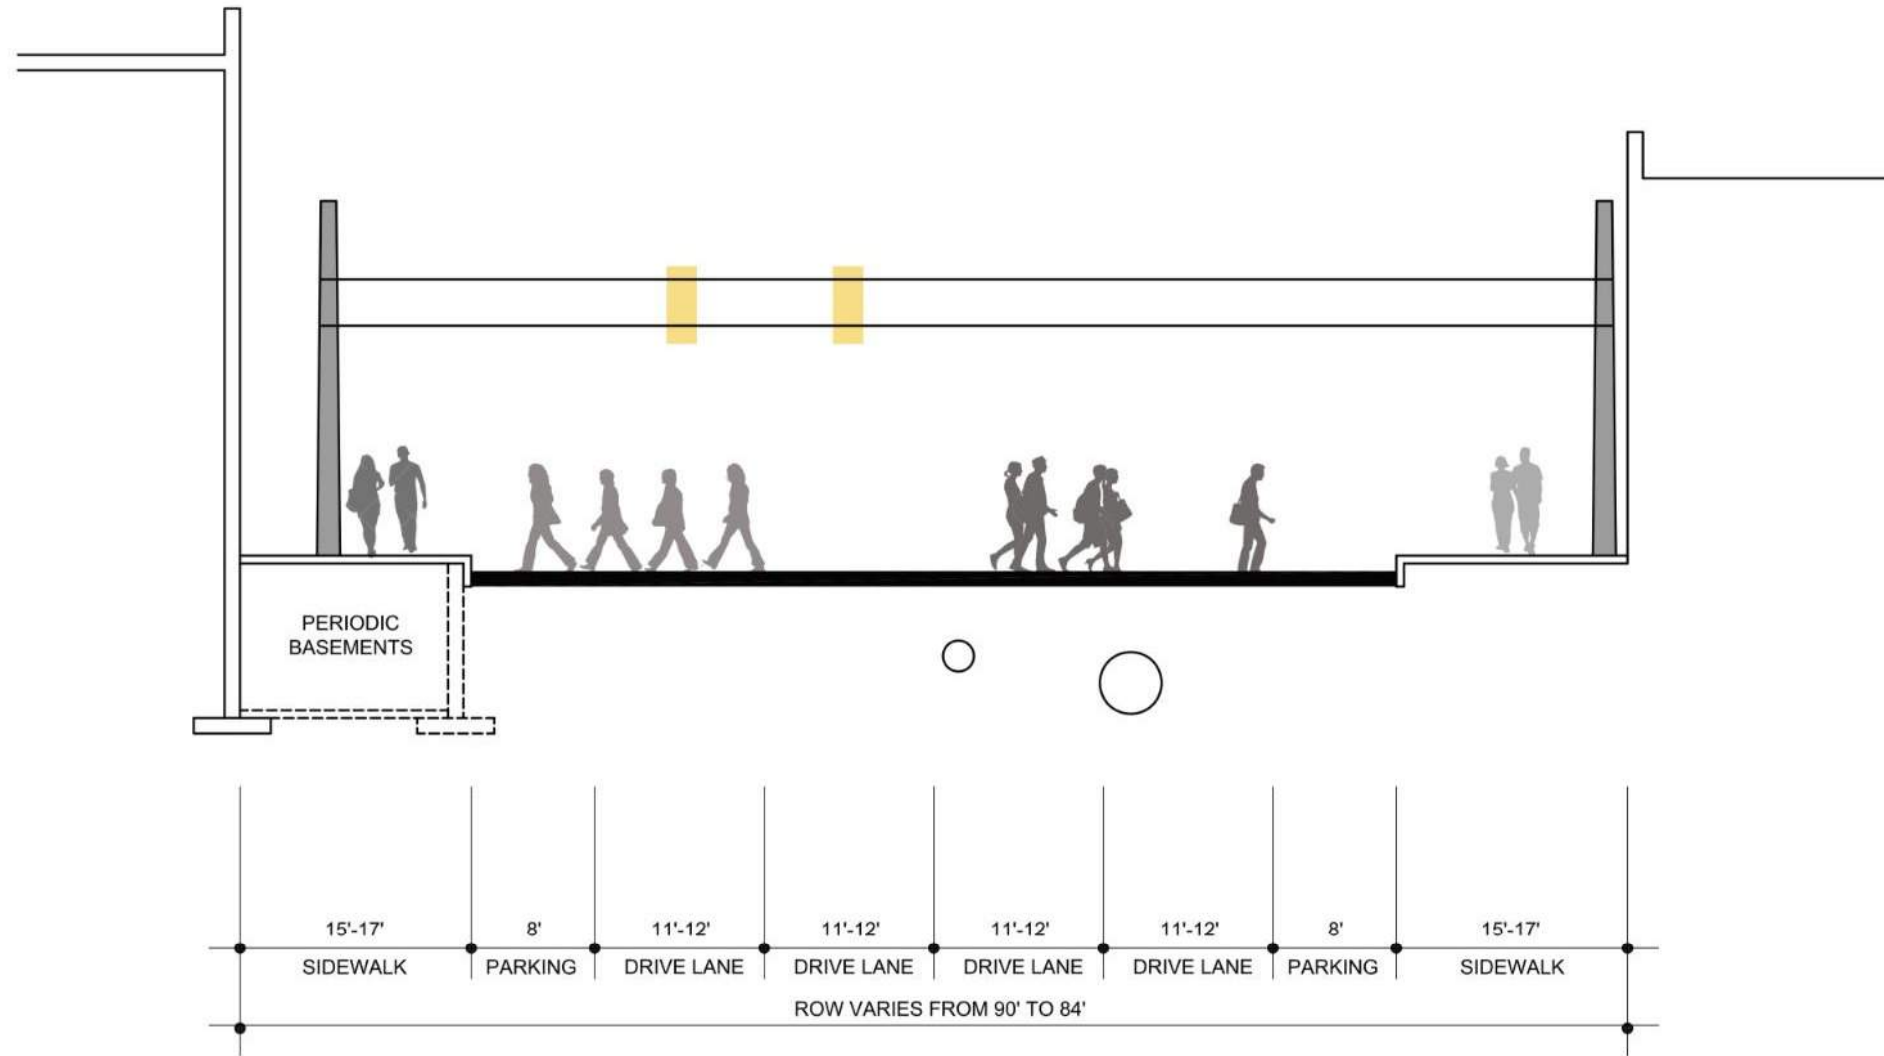 PERIODIC
BASEMENTS
15'-17' 8' 11'-12' 11'-12' 11'-12' 11'-12' 8' 15'-17'
SIDEWALK PARKING DRIVE LANE DRIVE LANE DRIVE LANE DRIVE LANE PARKING SIDEWALK
ROW VARIES FROM 90' TO 84'